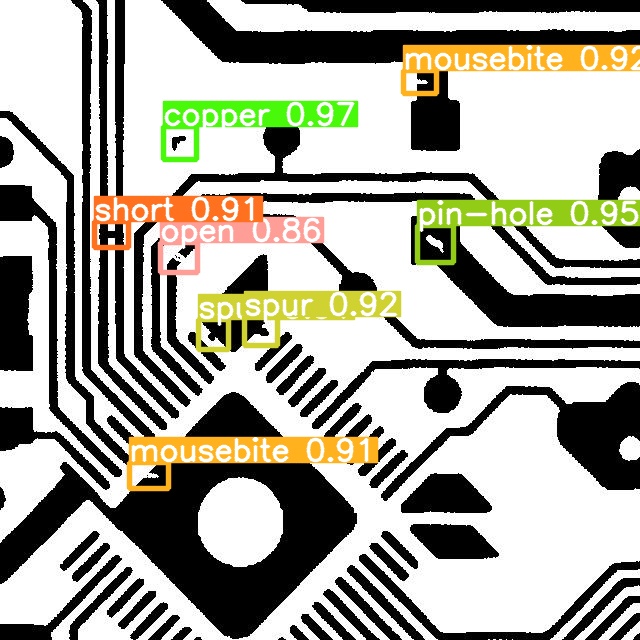 mousebite 0.92
copper 0.97
short 0.91
pin-hole 0.95
open 0.86
spur 0.92
mousebite 0.91